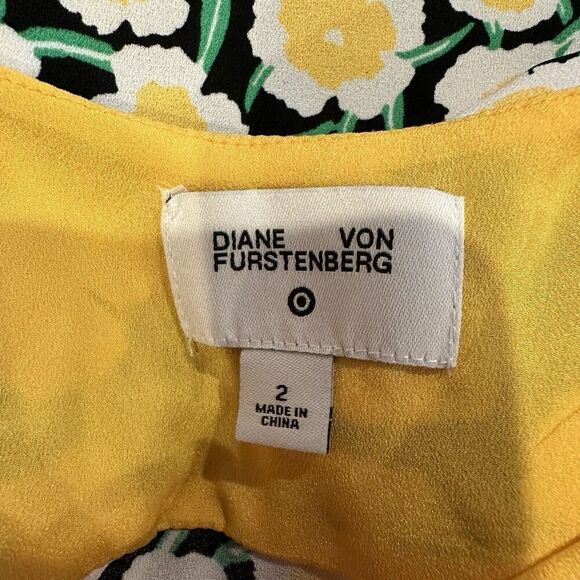 DIANE VON
FURSTENBERG
2
MADE IN
CHINA